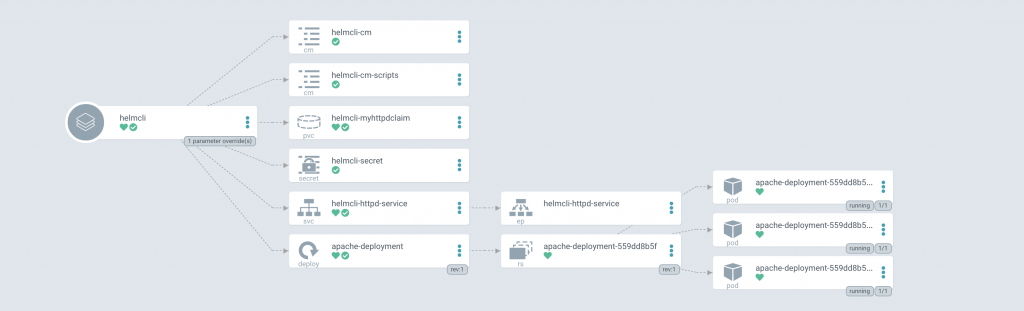 helmcli
1 parameter override(s)
helmcli-cm
cm
helmcli-cm-scripts
cm
helmcli-myhttpdclaim
pvc
helmcli-secret
secret
helmcli-httpd-service
svc
apache-deployment
deploy
rev:1
helmcli-httpd-service
ep
apache-deployment-559dd8b5f
rs
rev:1
apache-deployment-559dd8b5...
pod
running 1/1
apache-deployment-559dd8b5...
pod
running 1/1
apache-deployment-559dd8b5...
pod
running 1/1